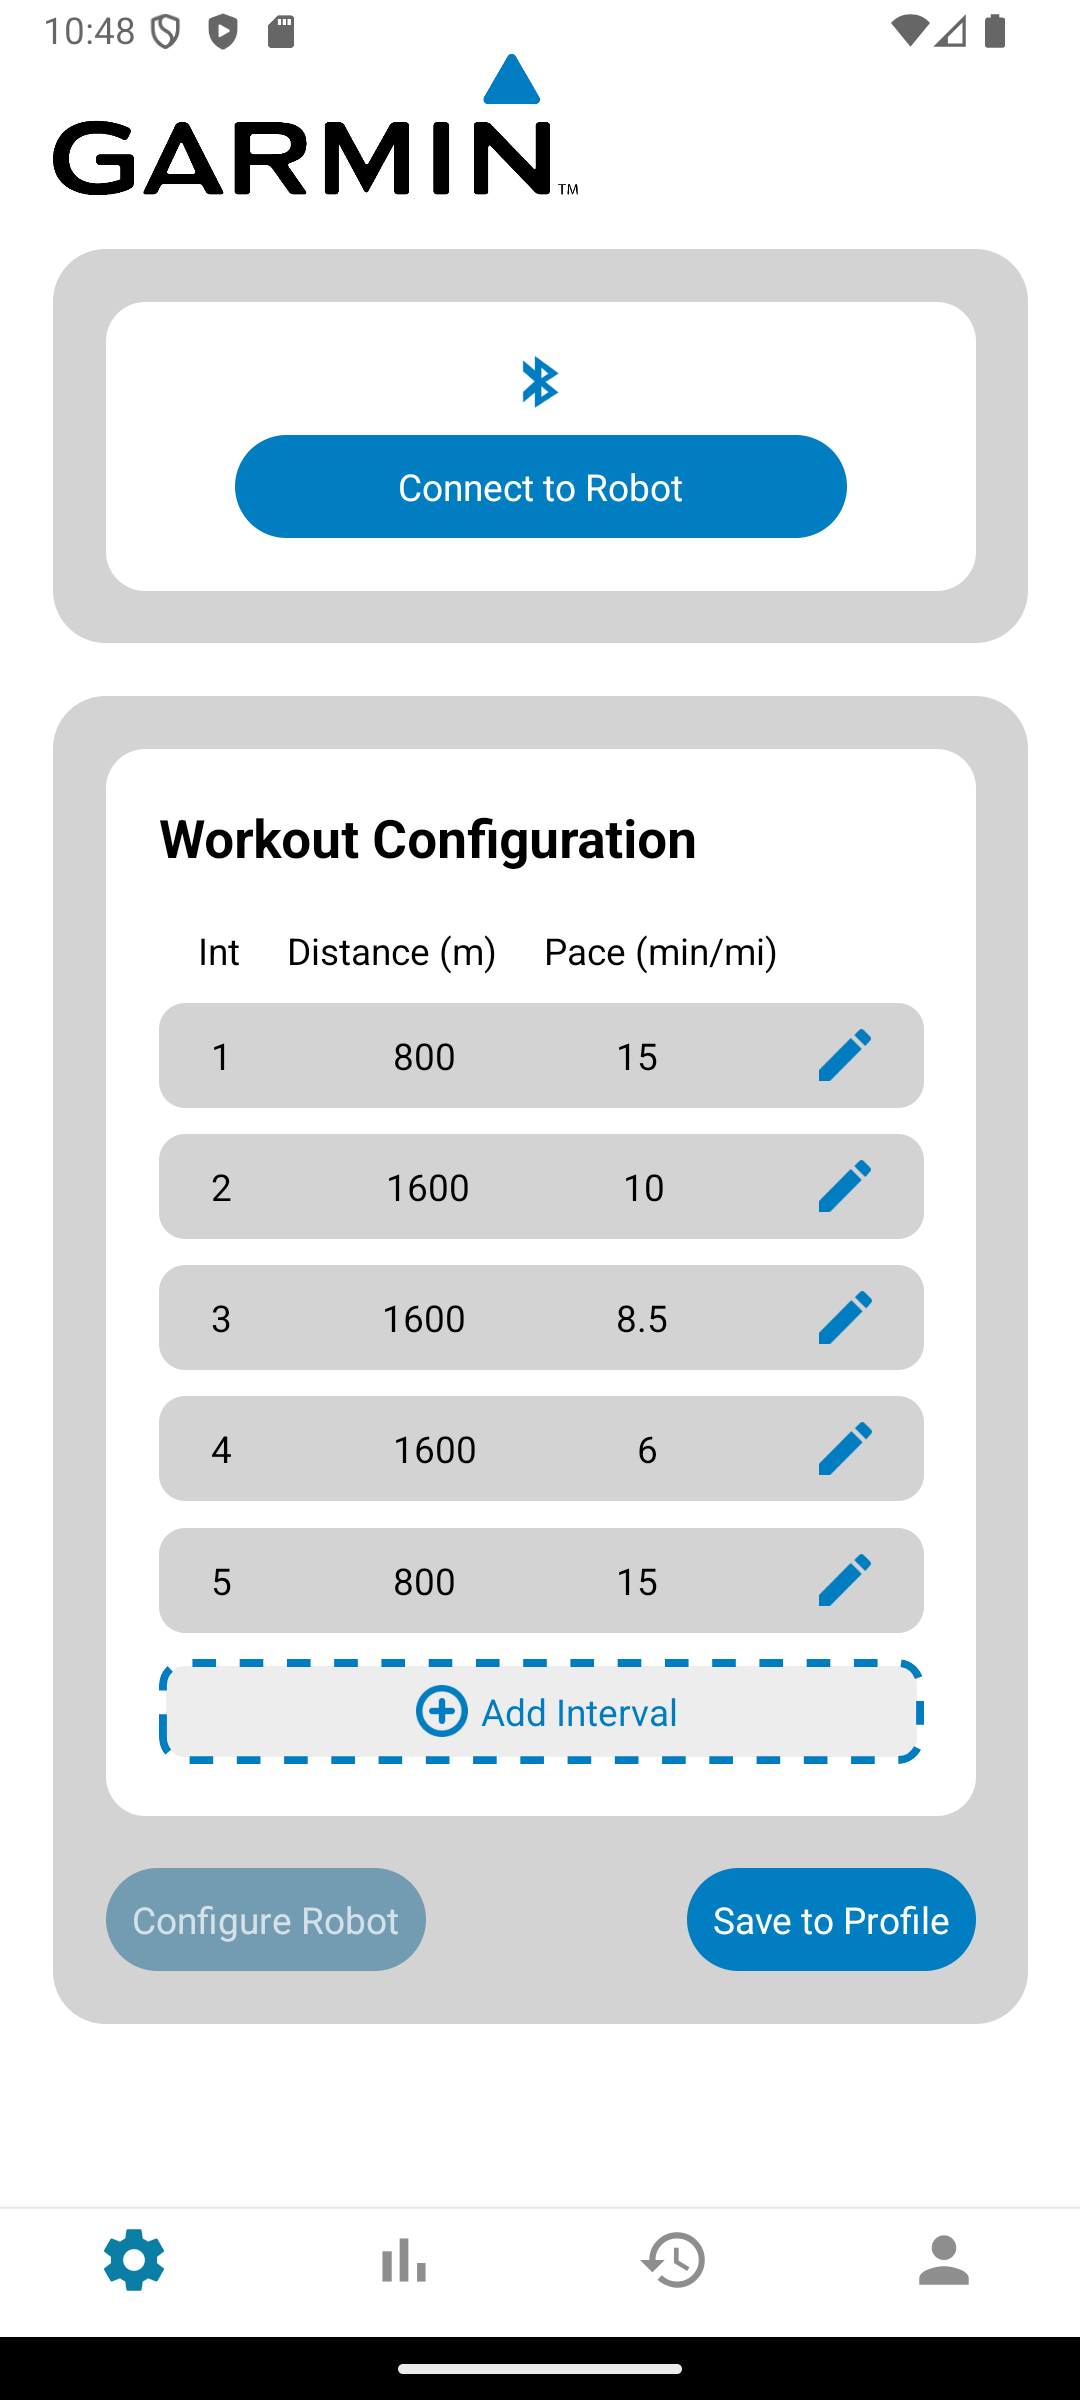 10:48
GARMIN™
Connect to Robot
Workout Configuration
Int Distance (m) Pace (min/mi)
1 800 15
2 1600 10
3 1600 8.5
4 1600 6
5 800 15
Add Interval
Configure Robot Save to Profile